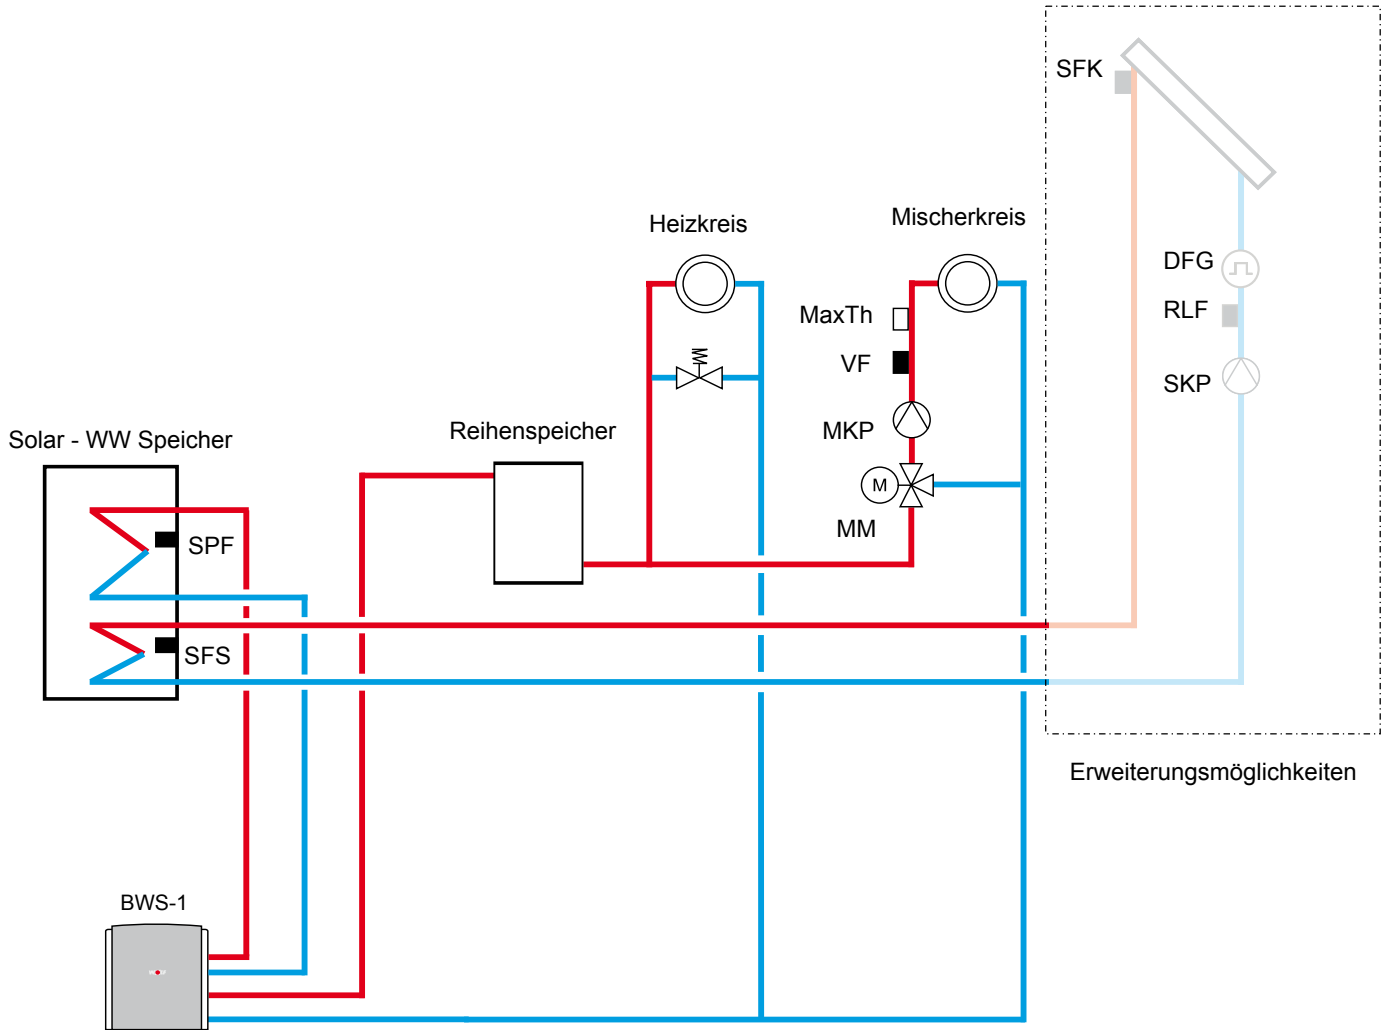 SFK
Heizkreis
Mischerkreis
DFG
MaxTh
RLF
VF
SKP
Solar - WW Speicher
Reihenspeicher
MKP
M
MM
SPF
SFS
Erweiterungsmöglichkeiten
BWS-1